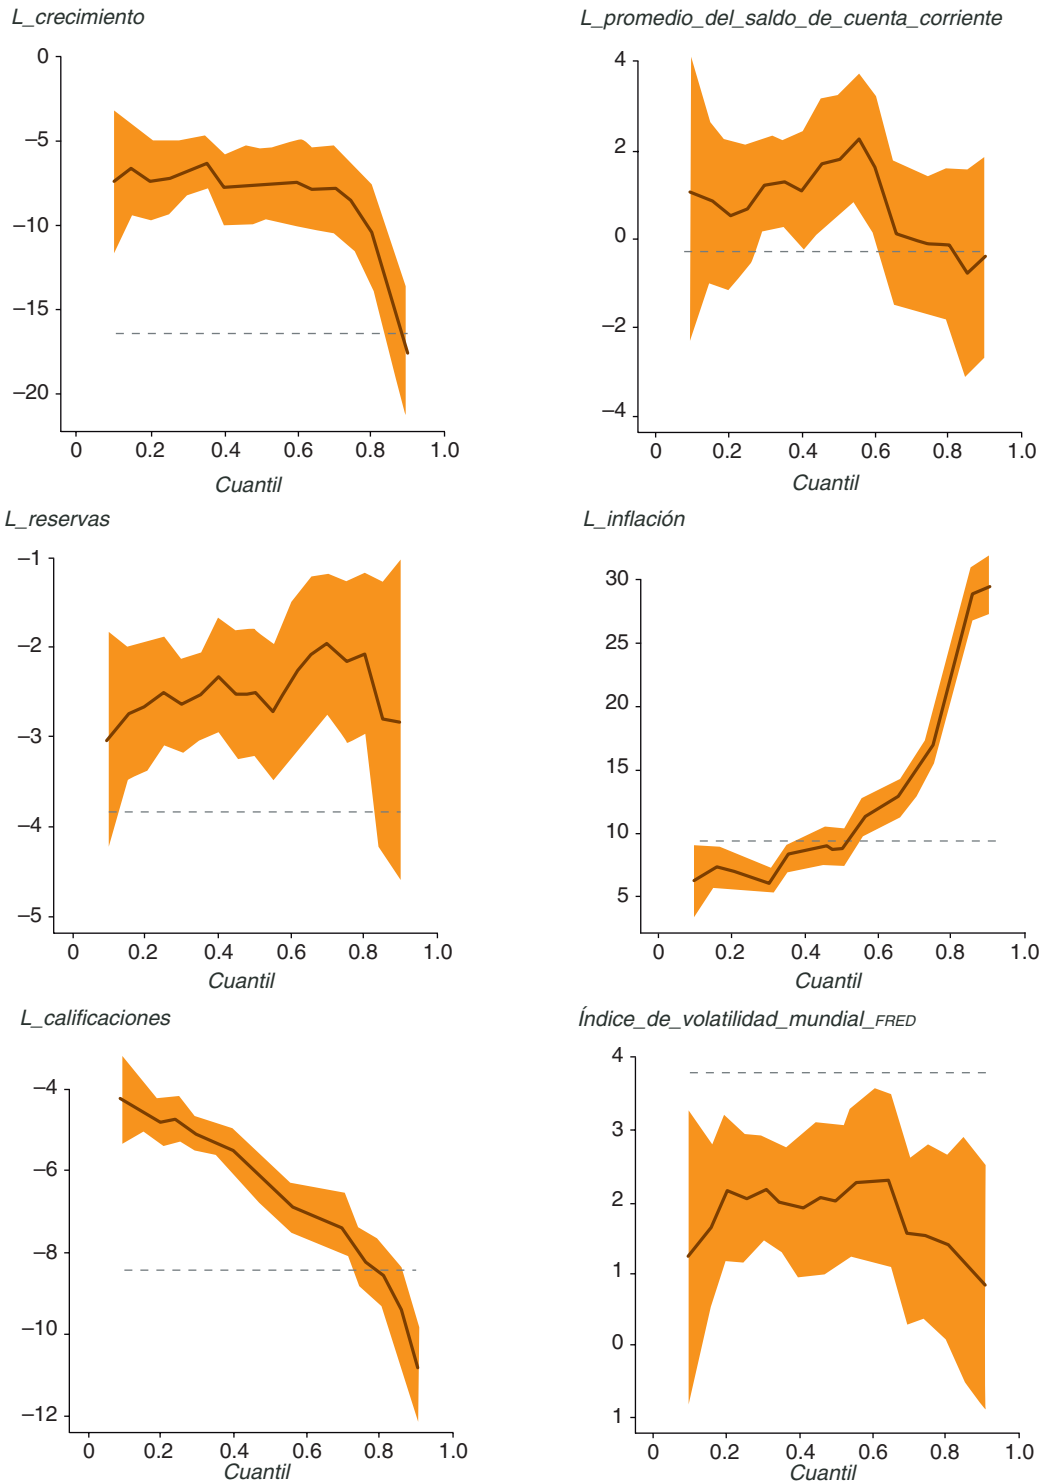 L_crecimiento
0
–5
–10
–15
–20
0 0.2 0.4 0.6 0.8 1.0
Cuantil
L_promedio_del_saldo_de_cuenta_corriente
4
2
0
–2
–4
0 0.2 0.4 0.6 0.8 1.0
Cuantil
L_reservas
–1
–2
–3
–4
–5
0 0.2 0.4 0.6 0.8 1.0
Cuantil
L_inflación
30
25
20
15
10
5
0 0.2 0.4 0.6 0.8 1.0
Cuantil
L_calificaciones
–4
–6
–8
–10
–12
0 0.2 0.4 0.6 0.8 1.0
Cuantil
Índice_de_volatilidad_mundial_FRED
4
3
2
1
0
1
0 0.2 0.4 0.6 0.8 1.0
Cuantil